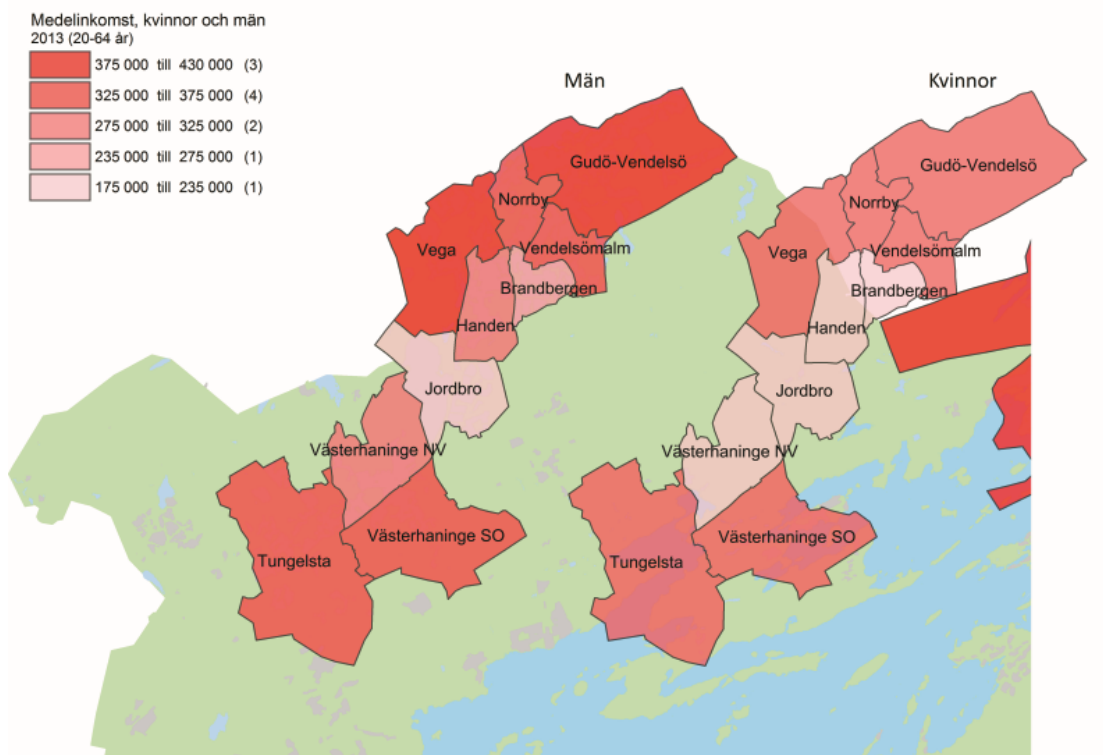 Medelinkomst, kvinnor och män
2013 (20-64 år)
375 000 till 430 000 (3)
325 000 till 375 000 (4)
275 000 till 325 000 (2)
235 000 till 275 000 (1)
175 000 till 235 000 (1)
Män
Gudö-Vendelsö
Norrby
Vega
Vendelsömalm
Brandbergen
Handen
Jordbro
Västerhaninge NV
Västerhaninge SO
Tungelsta
Kvinnor
Gudö-Vendelsö
Norrby
Vega
Vendelsömalm
Brandbergen
Handen
Jordbro
Västerhaninge NV
Västerhaninge SO
Tungelsta